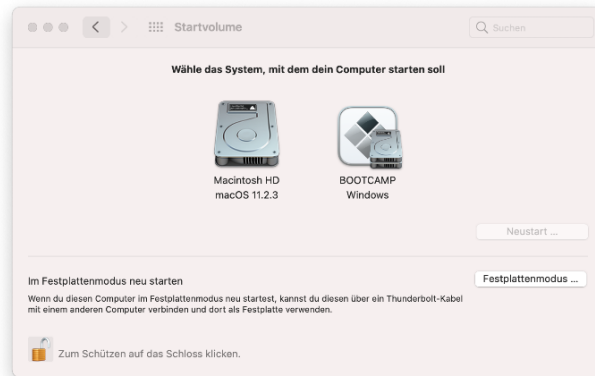 Startvolume
Suchen
Wähle das System, mit dem dein Computer starten soll
Macintosh HD
macOS 11.2.3
BOOTCAMP
Windows
Neustart ...
Im Festplattenmodus neu starten
Festplattenmodus ...
Wenn du diesen Computer im Festplattenmodus neu startest, kannst du diesen über ein Thunderbolt-Kabel
mit einem anderen Computer verbinden und dort als Festplatte verwenden.
Zum Schützen auf das Schloss klicken.